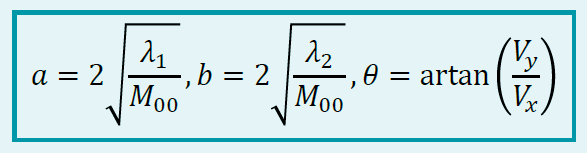 a = 2√(λ₁/M₀₀), b = 2√(λ₂/M₀₀), θ = artan(V_y/V_x)